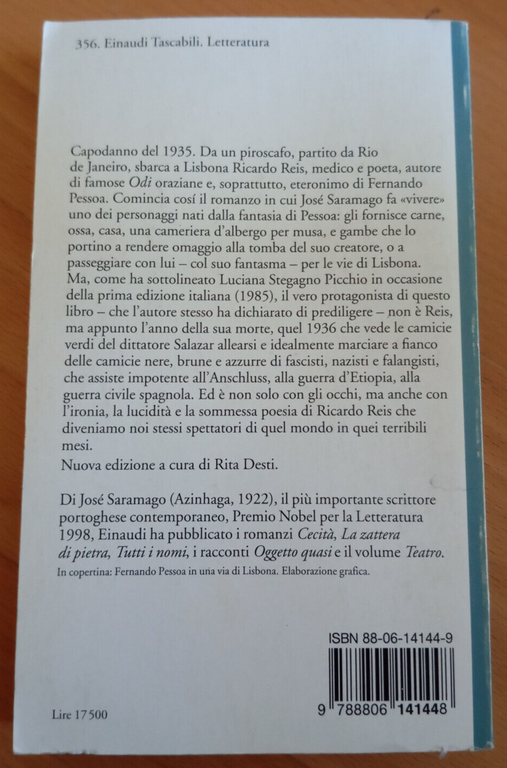 356. Einaudi Tascabili. Letteratura
Capodanno del 1935. Da un piroscafo, partito da Rio
de Janeiro, sbarca a Lisbona Ricardo Reis, medico e poeta, autore
di famose Odi oraziane e, soprattutto, eteronimo di Fernando
Pessoa. Comincia cosí il romanzo in cui José Saramago fa «vivere»
uno dei personaggi nati dalla fantasia di Pessoa: gli fornisce carne,
ossa, casa, una cameriera d'albergo per musa, e gambe che lo
portino a rendere omaggio alla tomba del suo creatore, o a
passeggiare con lui – col suo fantasma – per le vie di Lisbona.
Ma, come ha sottolineato Luciana Stegagno Picchio in occasione
della prima edizione italiana (1985), il vero protagonista di questo
libro – che l'autore stesso ha dichiarato di prediligere – non è Reis,
ma appunto l'anno della sua morte, quel 1936 che vede le camicie
verdi del dittatore Salazar allearsi e idealmente marciare a fianco
delle camicie nere, brune e azzurre di fascisti, nazisti e falangisti,
che assiste impotente all'Anschluss, alla guerra d'Etiopia, alla
guerra civile spagnola. Ed è non solo con gli occhi, ma anche con
l'ironia, la lucidità e la sommessa poesia di Ricardo Reis che
diveniamo noi stessi spettatori di quel mondo in quei terribili
mesi.
Nuova edizione a cura di Rita Desti.
Di José Saramago (Azinhaga, 1922), il più importante scrittore
portoghese contemporaneo, Premio Nobel per la Letteratura
1998, Einaudi ha pubblicato i romanzi Cecità, La zattera
di pietra, Tutti i nomi, i racconti Oggetto quasi e il volume Teatro.
In copertina: Fernando Pessoa in una via di Lisbona. Elaborazione grafica.
ISBN 88-06-14144-9
9 788806 141448
Lire 17500